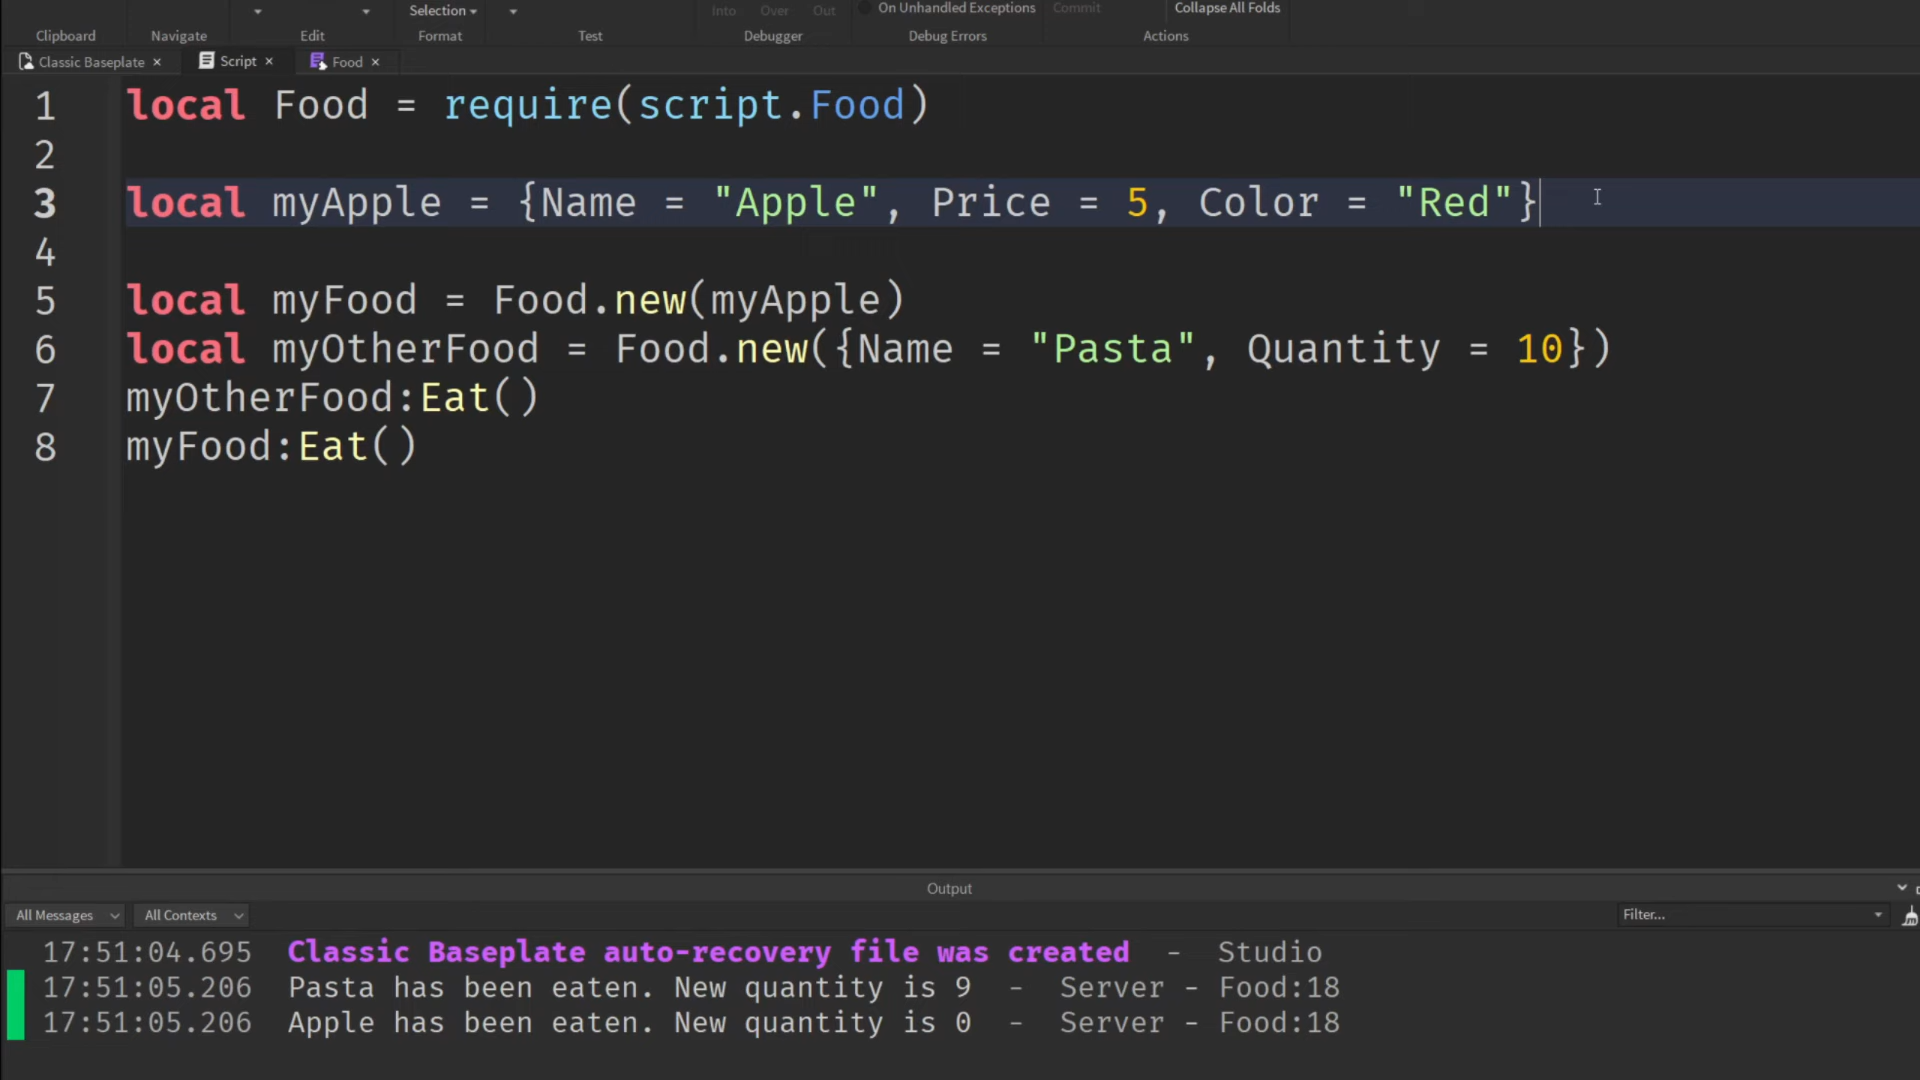 Selection
Into Over Out
On Unhandled Exceptions
Commit
Collapse All Folds
Clipboard
Navigate
Edit
Format
Test
Debugger
Debug Errors
Actions
Classic Baseplate ×
Script ×
Food ×
1 local Food = require(script.Food)
2
3 local myApple = {Name = "Apple", Price = 5, Color = "Red"}
4
5 local myFood = Food.new(myApple)
6 local myOtherFood = Food.new({Name = "Pasta", Quantity = 10})
7 myOtherFood:Eat()
8 myFood:Eat()
Output
All Messages
All Contexts
Filter...
17:51:04.695 Classic Baseplate auto-recovery file was created - Studio
17:51:05.206 Pasta has been eaten. New quantity is 9 - Server - Food:18
17:51:05.206 Apple has been eaten. New quantity is 0 - Server - Food:18